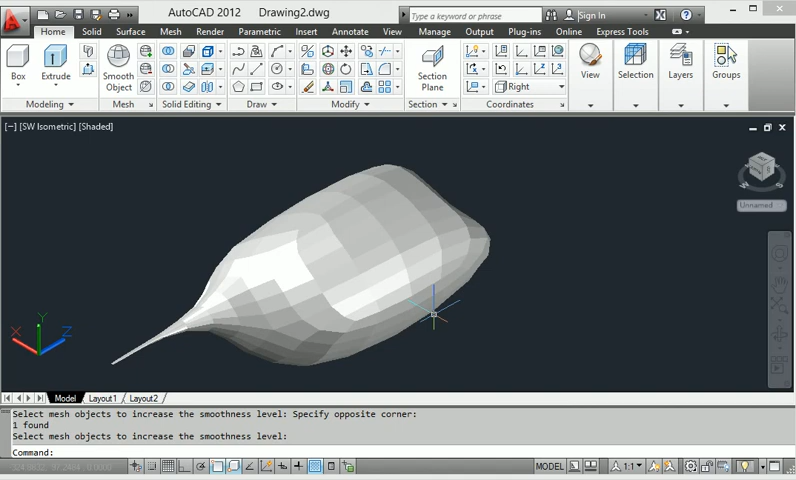 AutoCAD 2012 Drawing2.dwg
Type a keyword or phrase
Sign In
Home Solid Surface Mesh Render Parametric Insert Annotate View Manage Output Plug-ins Online Express Tools
Box
Extrude
Smooth Object
Section Plane
Right
View
Selection
Layers
Groups
Modeling Mesh Solid Editing Draw Modify Section Coordinates
[−] [SW Isometric] [Shaded]
W
S
Unnamed
Y
X
Z
Model Layout1 Layout2
Select mesh objects to increase the smoothness level: Specify opposite corner:
1 found
Select mesh objects to increase the smoothness level:
Command:
MODEL
1:1